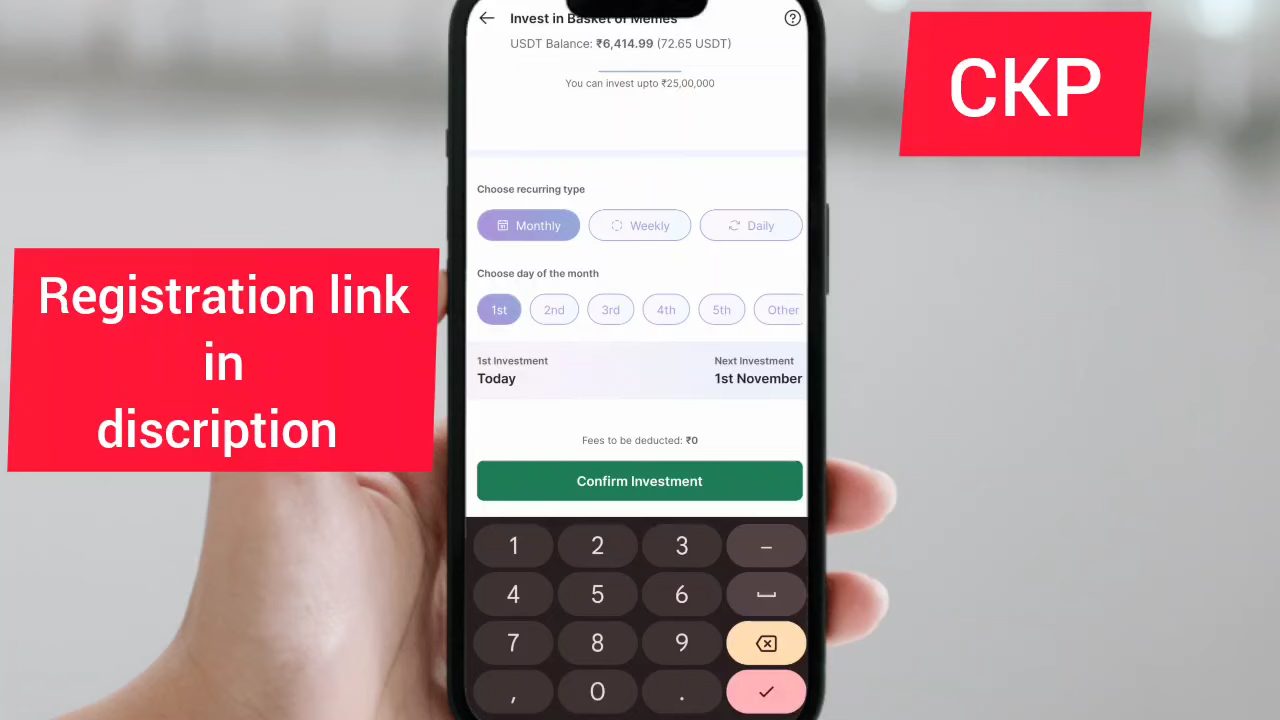 Invest in Basket of Memes
USDT Balance: ₹6,414.99 (72.65 USDT)
You can invest upto ₹25,00,000
CKP
Choose recurring type
Monthly
Weekly
Daily
Registration link
in
discription
Choose day of the month
1st
2nd
3rd
4th
5th
Other
1st Investment
Next Investment
Today
1st November
Fees to be deducted: ₹0
Confirm Investment
1 2 3 –
4 5 6
7 8 9
, 0 .